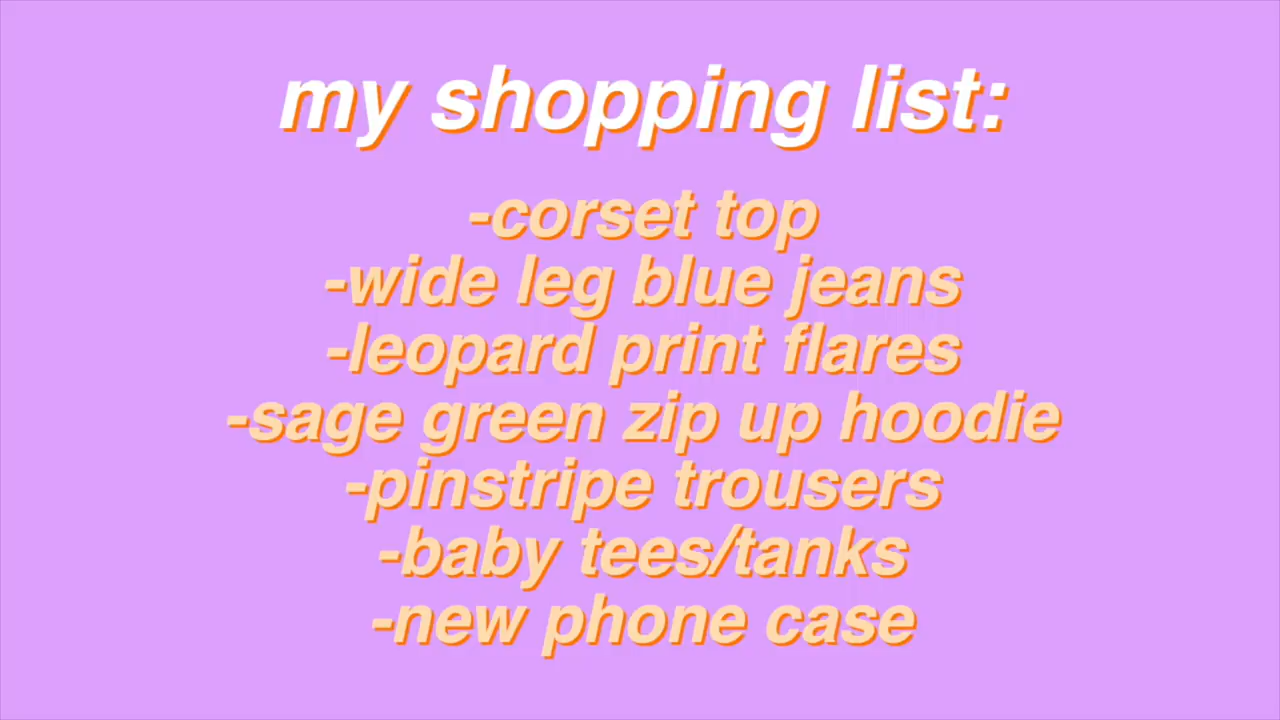 my shopping list:
-corset top
-wide leg blue jeans
-leopard print flares
-sage green zip up hoodie
-pinstripe trousers
-baby tees/tanks
-new phone case